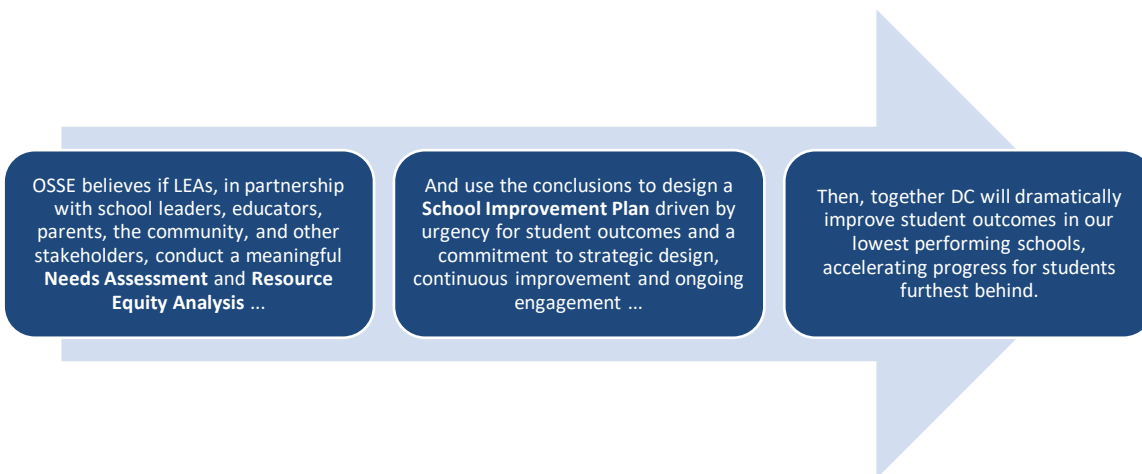 OSSE believes if LEAs, in partnership
with school leaders, educators,
parents, the community, and other
stakeholders, conduct a meaningful
Needs Assessment and Resource
Equity Analysis ...
And use the conclusions to design a
School Improvement Plan driven by
urgency for student outcomes and a
commitment to strategic design,
continuous improvement and ongoing
engagement ...
Then, together DC will dramatically
improve student outcomes in our
lowest performing schools,
accelerating progress for students
furthest behind.